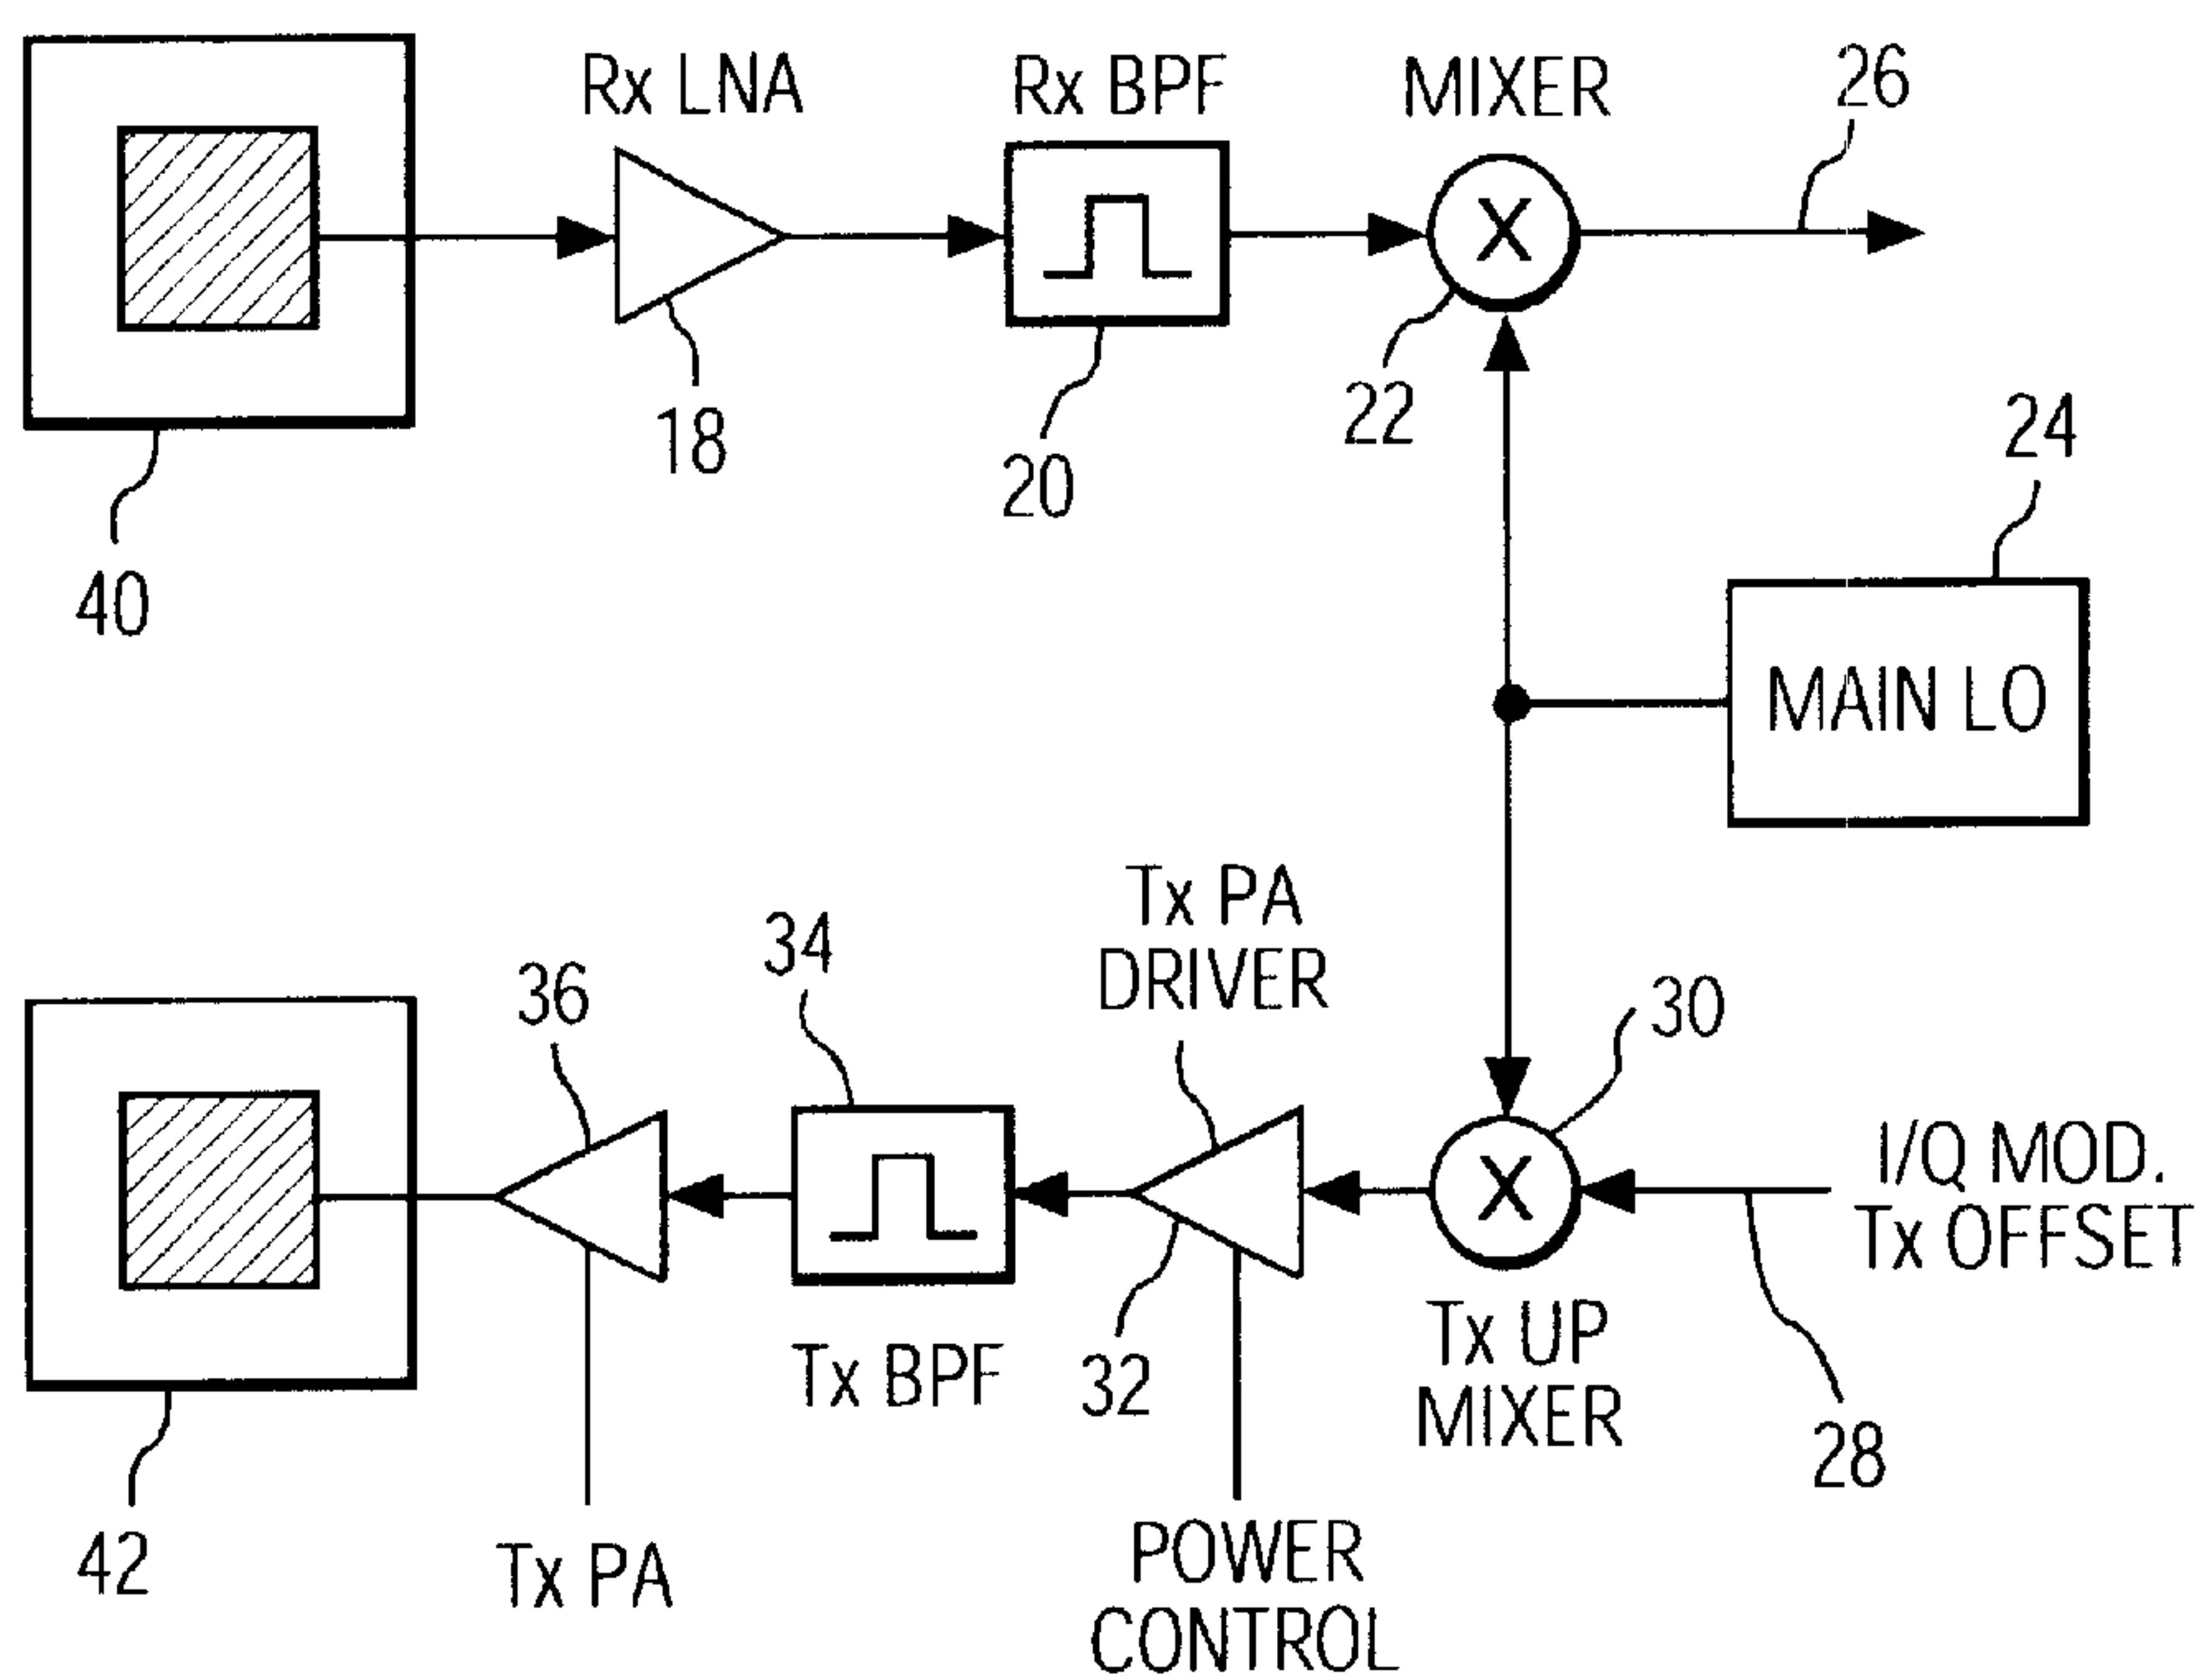 Rx LNA
Rx BPF
MIXER
26
18
20
22
24
40
MAIN LO
Tx PA
DRIVER
34
36
30
I/Q MOD.
Tx OFFSET
X
X
Tx UP
MIXER
Tx BPF
32
28
42
Tx PA
POWER
CONTROL